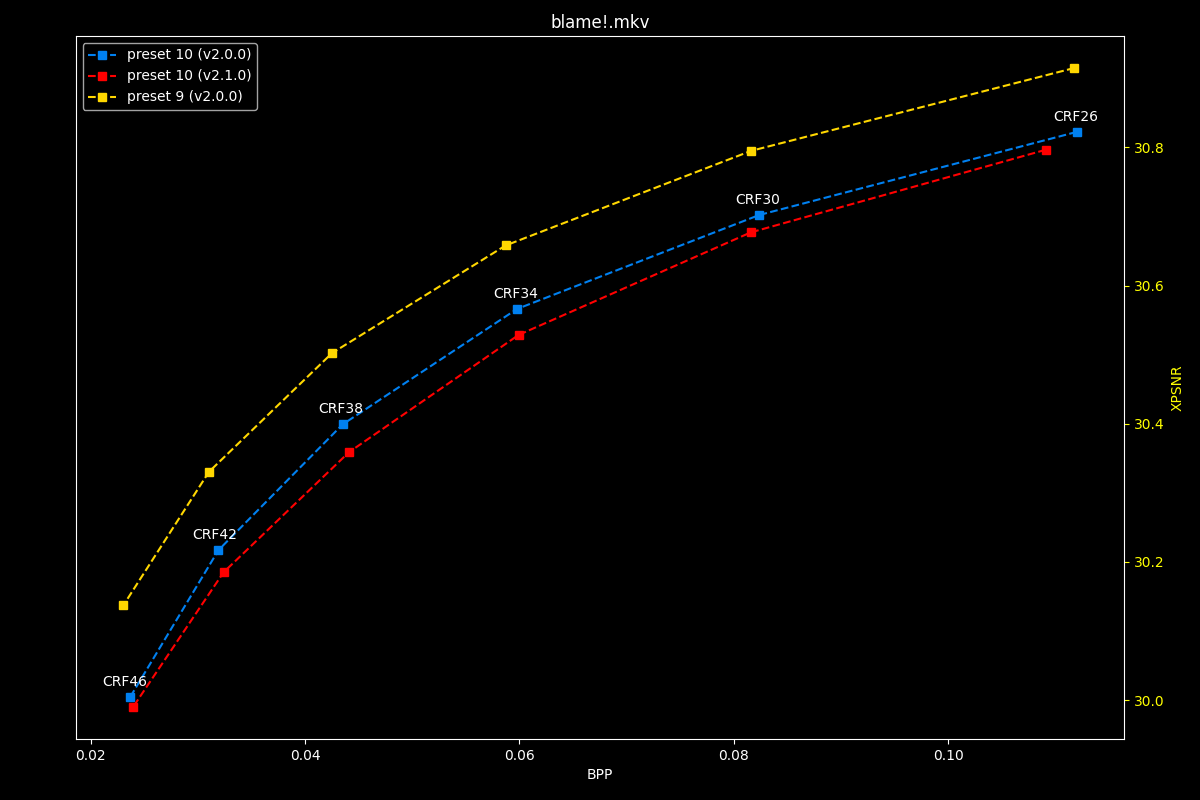 blame!.mkv
preset 10 (v2.0.0)
preset 10 (v2.1.0)
preset 9 (v2.0.0)
CRF26
CRF30
CRF34
CRF38
CRF42
CRF46
30.8
30.6
30.4
30.2
30.0
XPSNR
0.02 0.04 0.06 0.08 0.10
BPP